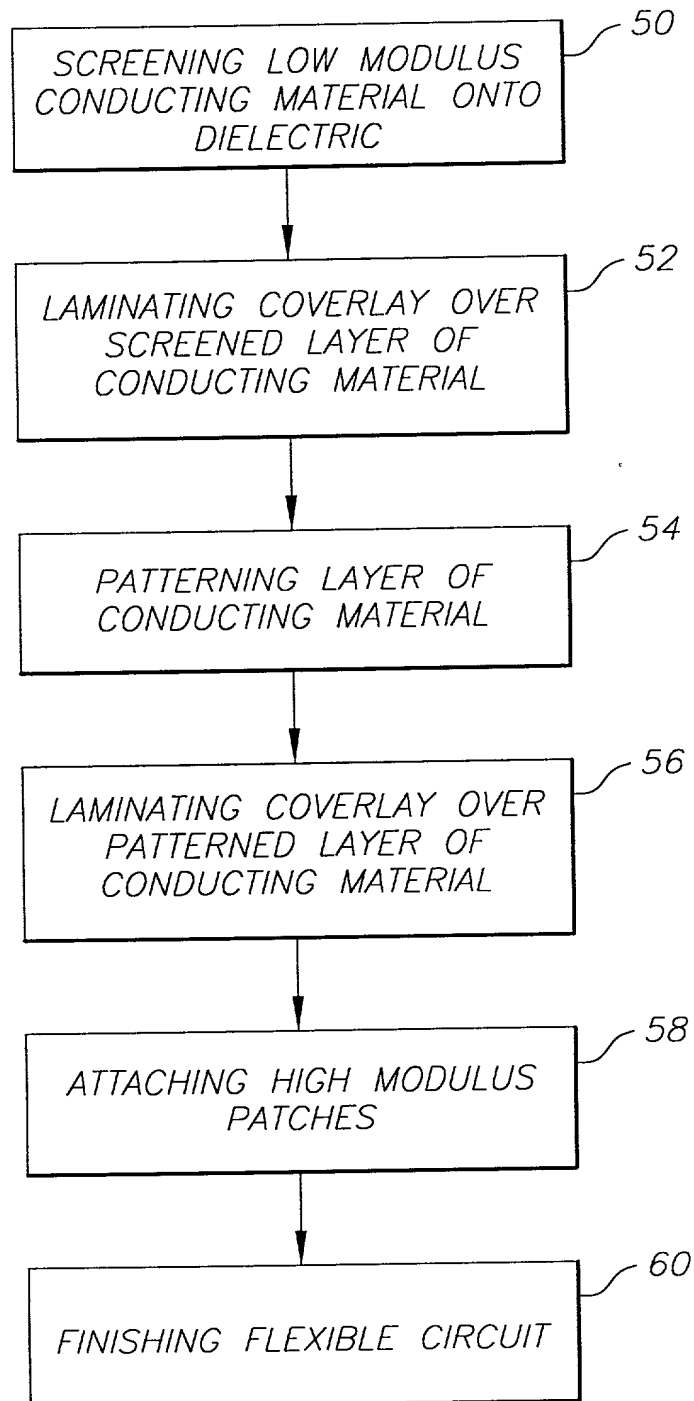 50
SCREENING LOW MODULUS
CONDUCTING MATERIAL ONTO
DIELECTRIC
52
LAMINATING COVERLAY OVER
SCREENED LAYER OF
CONDUCTING MATERIAL
54
PATTERNING LAYER OF
CONDUCTING MATERIAL
56
LAMINATING COVERLAY OVER
PATTERNED LAYER OF
CONDUCTING MATERIAL
58
ATTACHING HIGH MODULUS
PATCHES
60
FINISHING FLEXIBLE CIRCUIT